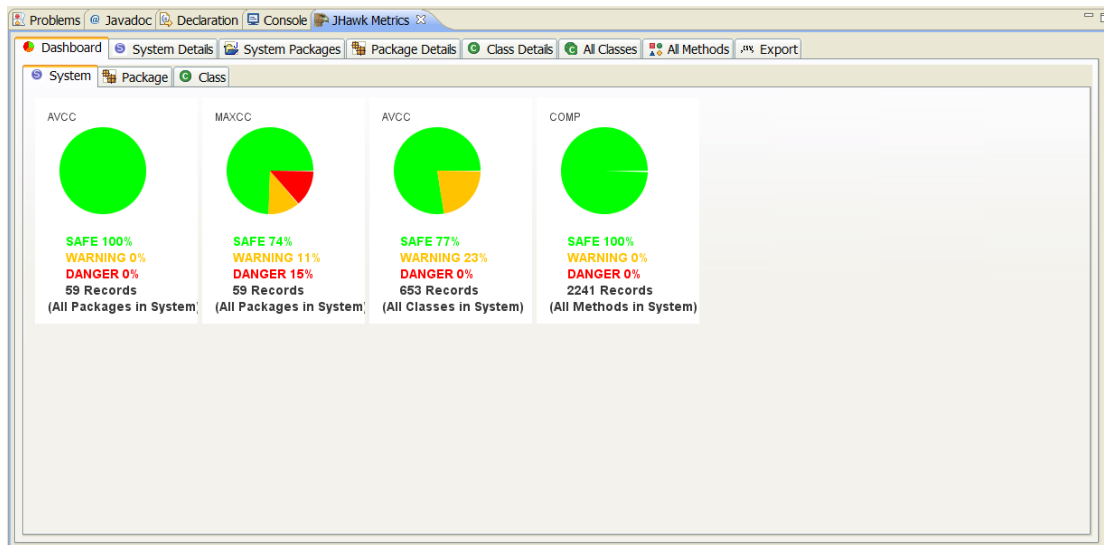 Problems @ Javadoc Declaration Console JHawk Metrics
Dashboard System Details System Packages Package Details Class Details All Classes All Methods Export
System Package Class
AVCC MAXCC AVCC COMP
SAFE 100% SAFE 74% SAFE 77% SAFE 100%
WARNING 0% WARNING 11% WARNING 23% WARNING 0%
DANGER 0% DANGER 15% DANGER 0% DANGER 0%
59 Records 59 Records 653 Records 2241 Records
(All Packages in System) (All Packages in System) (All Classes in System) (All Methods in System)